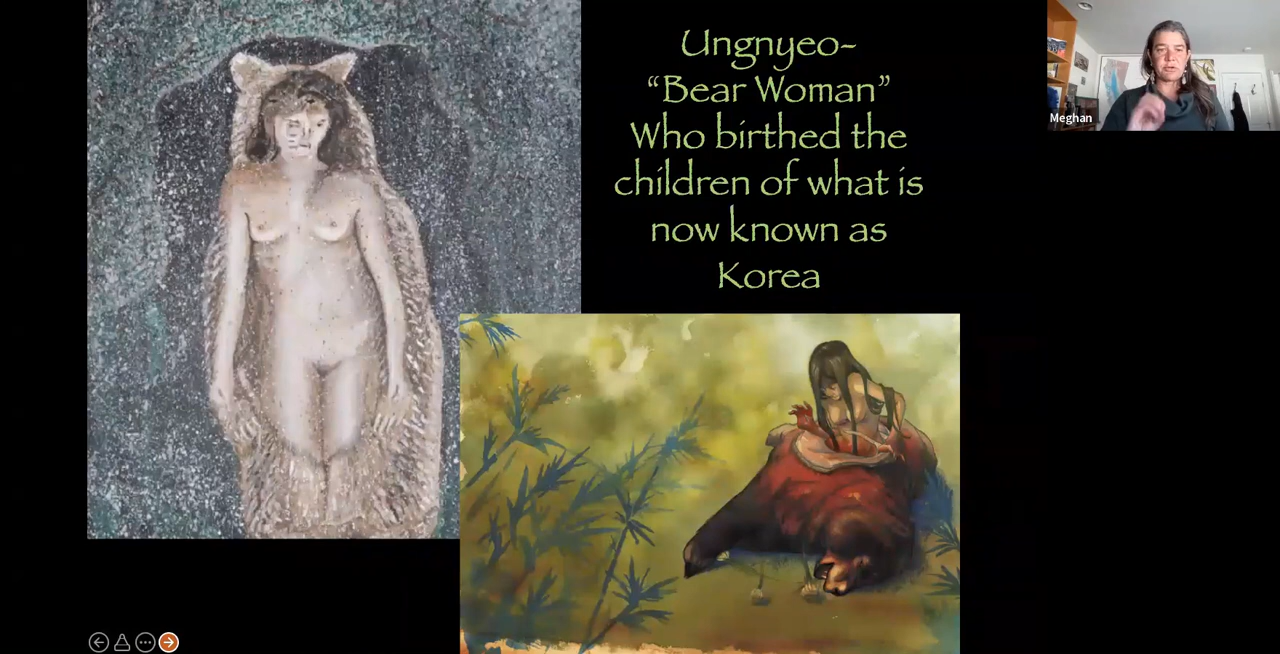 Ungnyeo-
“Bear Woman”
Who birthed the
children of what is
now known as
Korea
Meghan